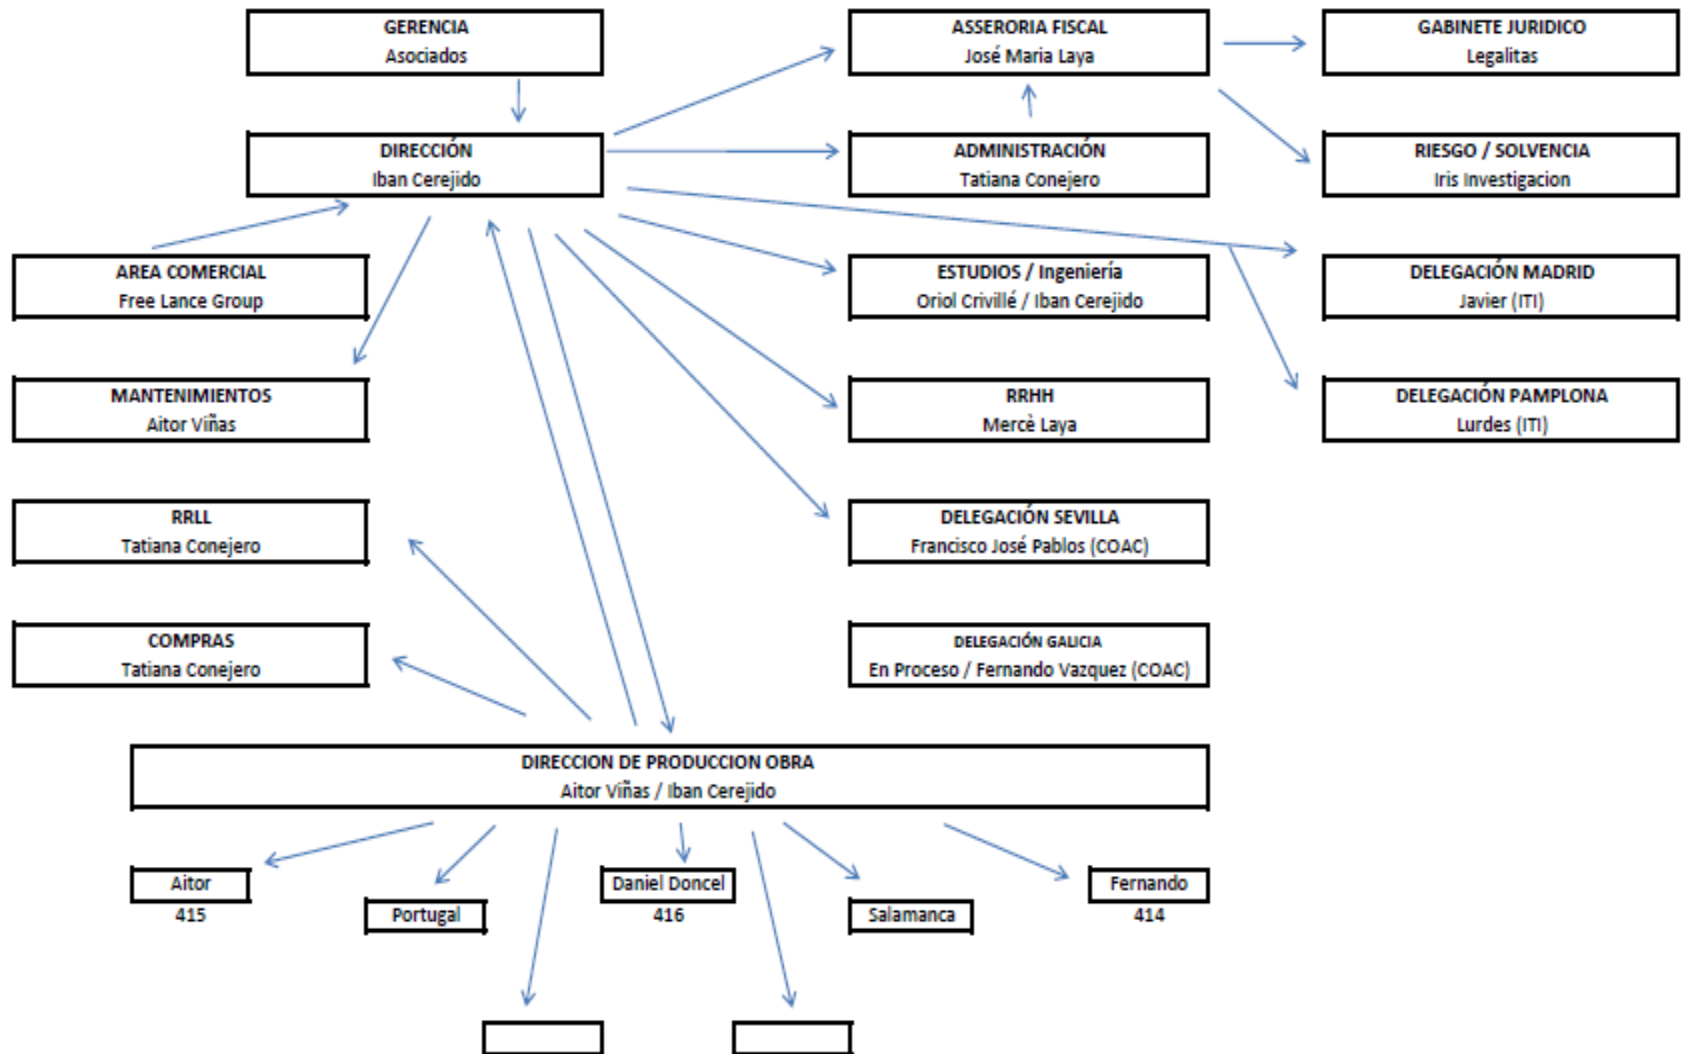 GERENCIA
Asociados
ASSERORIA FISCAL
José Maria Laya
GABINETE JURIDICO
Legalitas
DIRECCIÓN
Iban Cerejido
ADMINISTRACIÓN
Tatiana Conejero
RIESGO / SOLVENCIA
Iris Investigacion
AREA COMERCIAL
Free Lance Group
ESTUDIOS / Ingeniería
Oriol Crivillé / Iban Cerejido
DELEGACIÓN MADRID
Javier (ITI)
MANTENIMIENTOS
Aitor Viñas
RRHH
Mercè Laya
DELEGACIÓN PAMPLONA
Lurdes (ITI)
RRLL
Tatiana Conejero
DELEGACIÓN SEVILLA
Francisco José Pablos (COAC)
COMPRAS
Tatiana Conejero
DELEGACIÓN GALICIA
En Proceso / Fernando Vazquez (COAC)
DIRECCION DE PRODUCCION OBRA
Aitor Viñas / Iban Cerejido
Aitor
415
Portugal
Daniel Doncel
416
Salamanca
Fernando
414